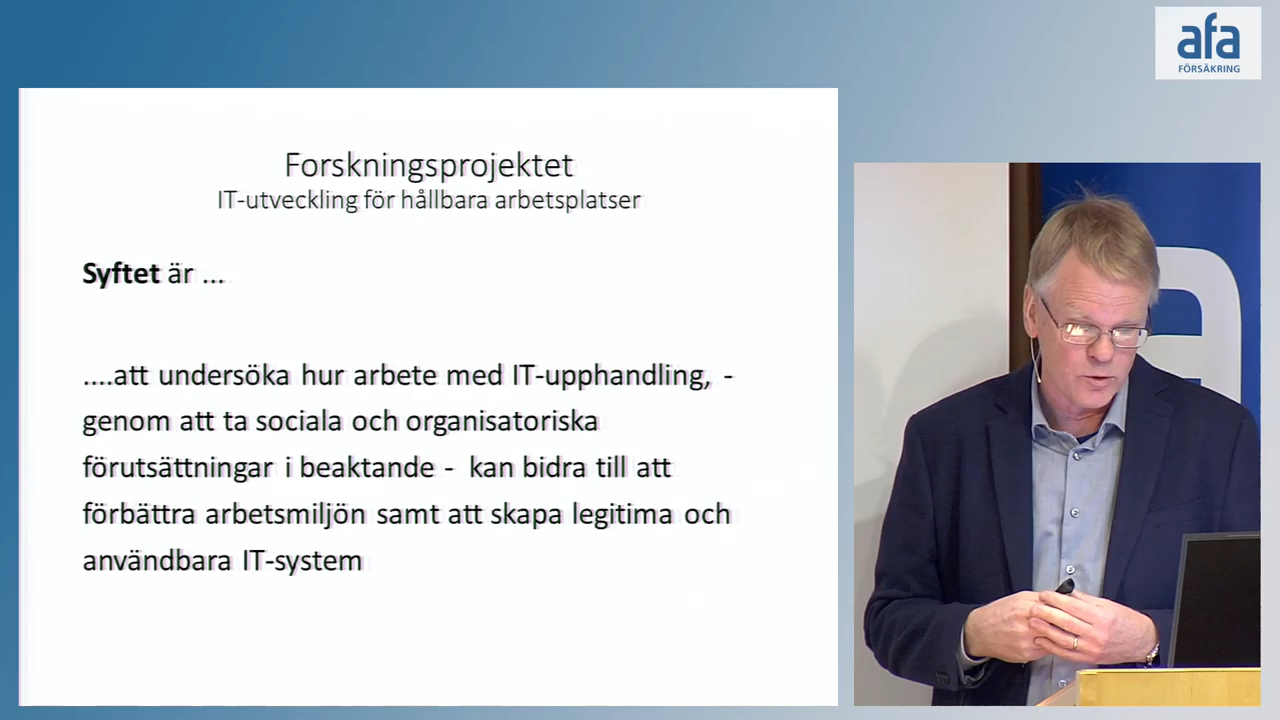 afa
FÖRSÄKRING
Forskningsprojektet
IT-utveckling för hållbara arbetsplatser
Syftet är ...
....att undersöka hur arbete med IT-upphandling, -
genom att ta sociala och organisatoriska
förutsättningar i beaktande - kan bidra till att
förbättra arbetsmiljön samt att skapa legitima och
användbara IT-system